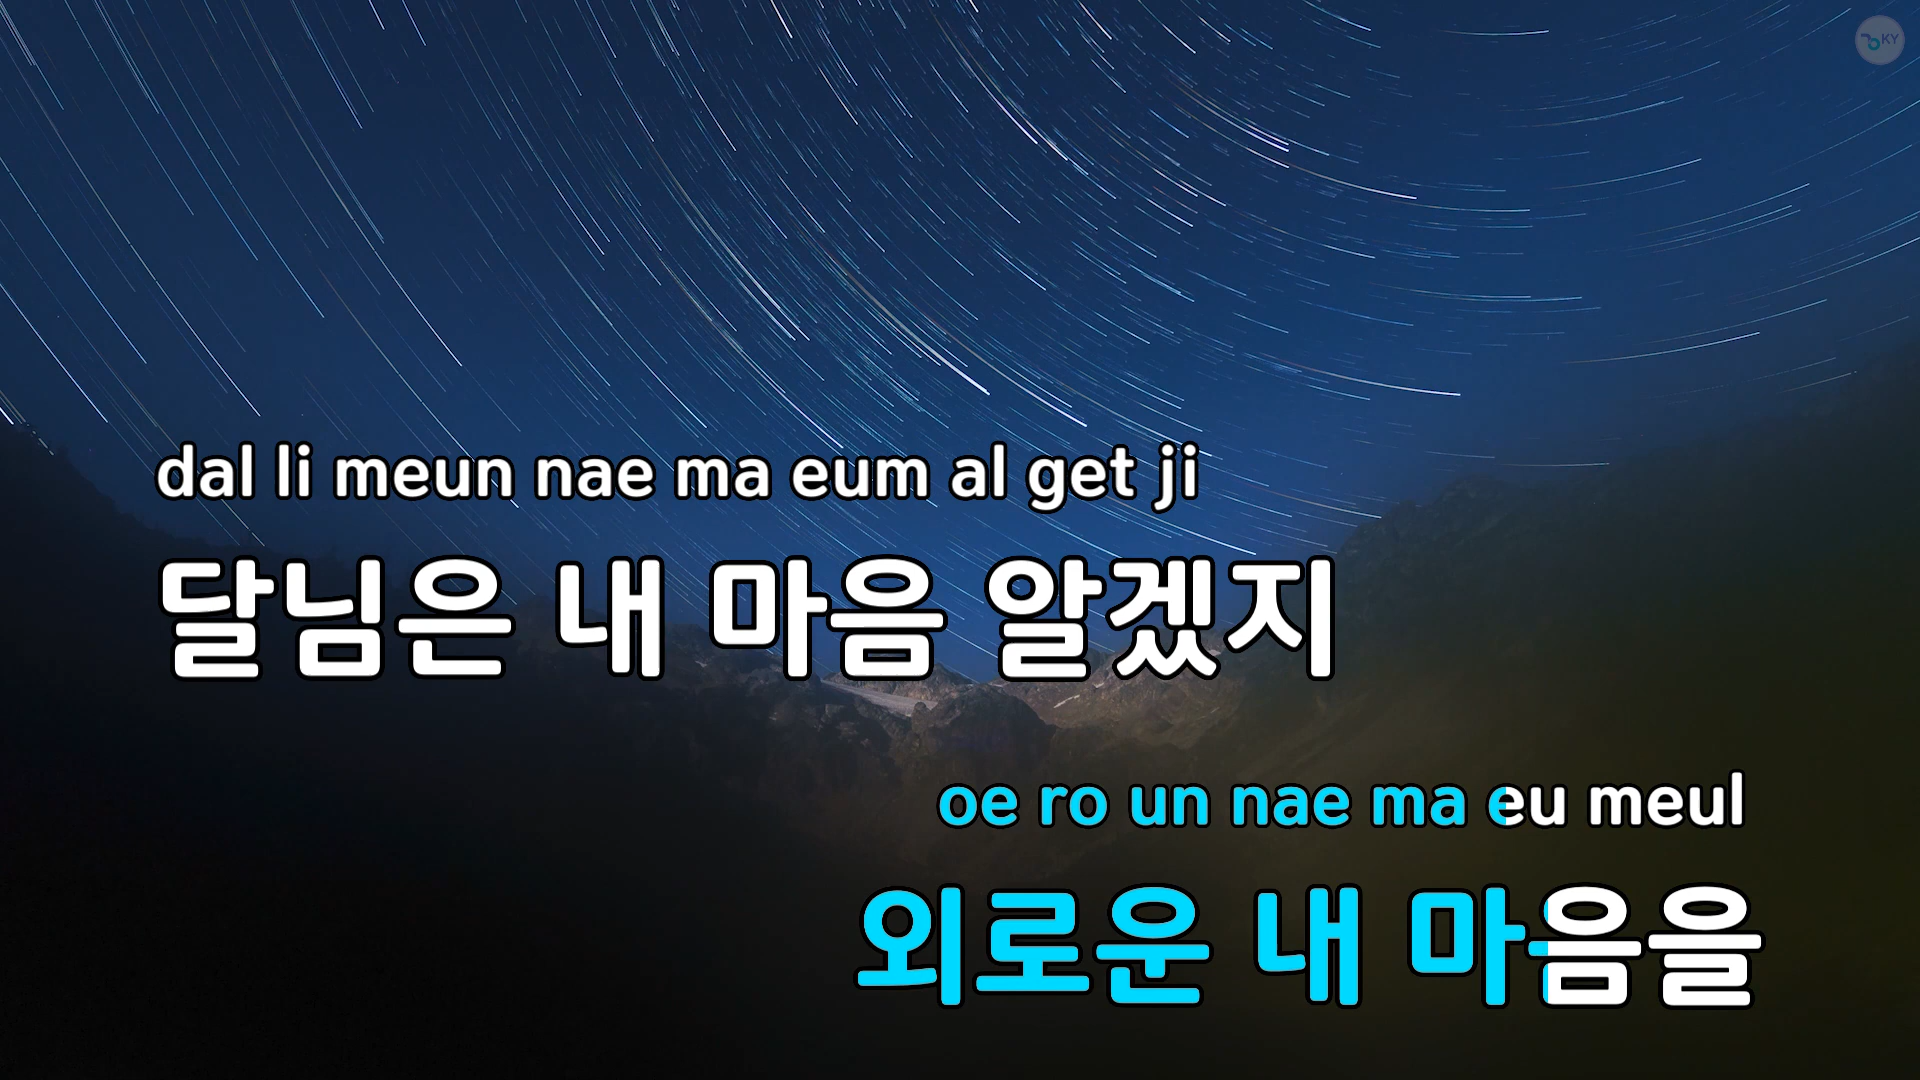 KY
dal li meun nae ma eum al get ji
달님은 내 마음 알겠지
oe ro un nae ma eu meul
외로운 내 마음을